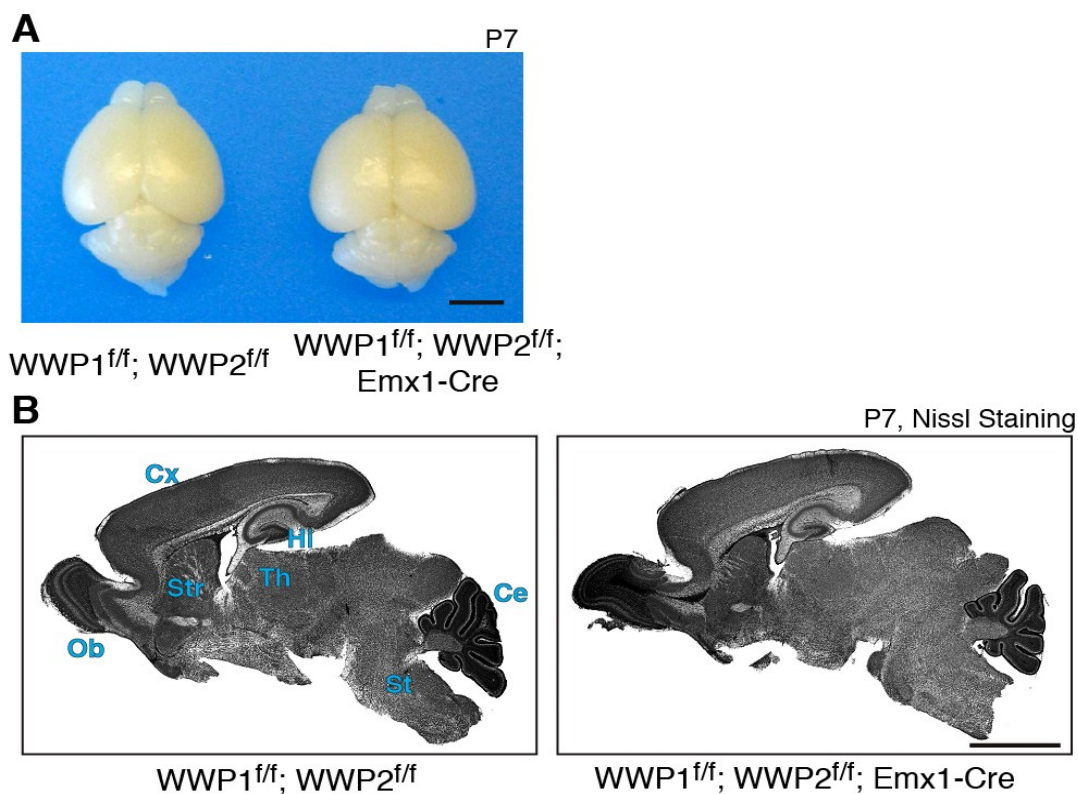 A
P7
WWP1f/f; WWP2f/f
WWP1f/f; WWP2f/f;
Emx1-Cre
B
P7, Nissl Staining
Cx
Hi
Th
Str
Ce
Ob
St
WWP1f/f; WWP2f/f
WWP1f/f; WWP2f/f; Emx1-Cre